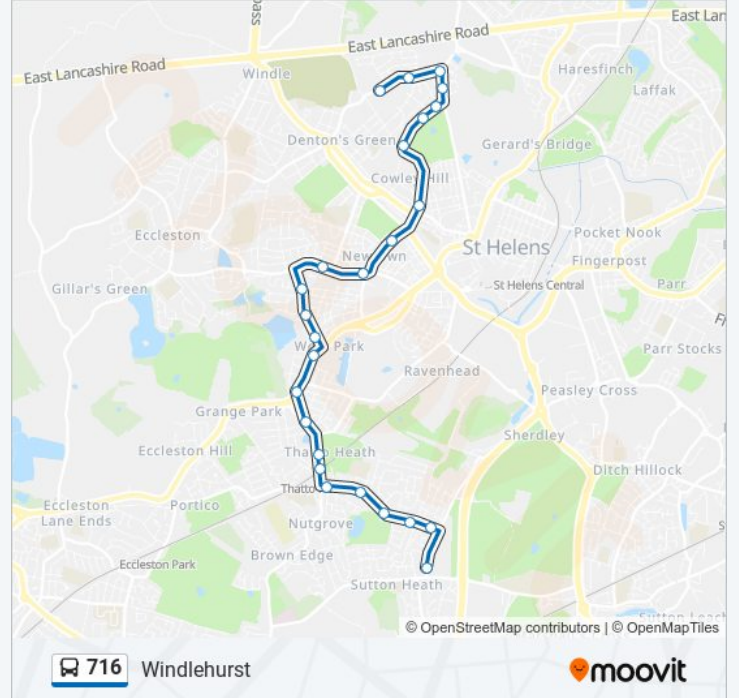 pass
East Lan
East Lancashire Road
East Lancashire Road
Windle
Haresfinch
Laffak
Denton's Green
Gerard's Bridge
Cowley Hill
Eccleston
Pocket Nook
St Helens
Fingerpost
Gillar's Green
St Helens Central
Parr
Parr Stocks
Ravenhead
Peasley Cross
Grange Park
Sherdley
Eccleston Hill
Thatto Heath
Ditch Hillock
Thatto
Eccleston
Lane Ends
Portico
Nutgrove
Brown Edge
Eccleston Park
Sutton Heath
© OpenStreetMap contributors | © OpenMapTiles
716 Windlehurst
moovit